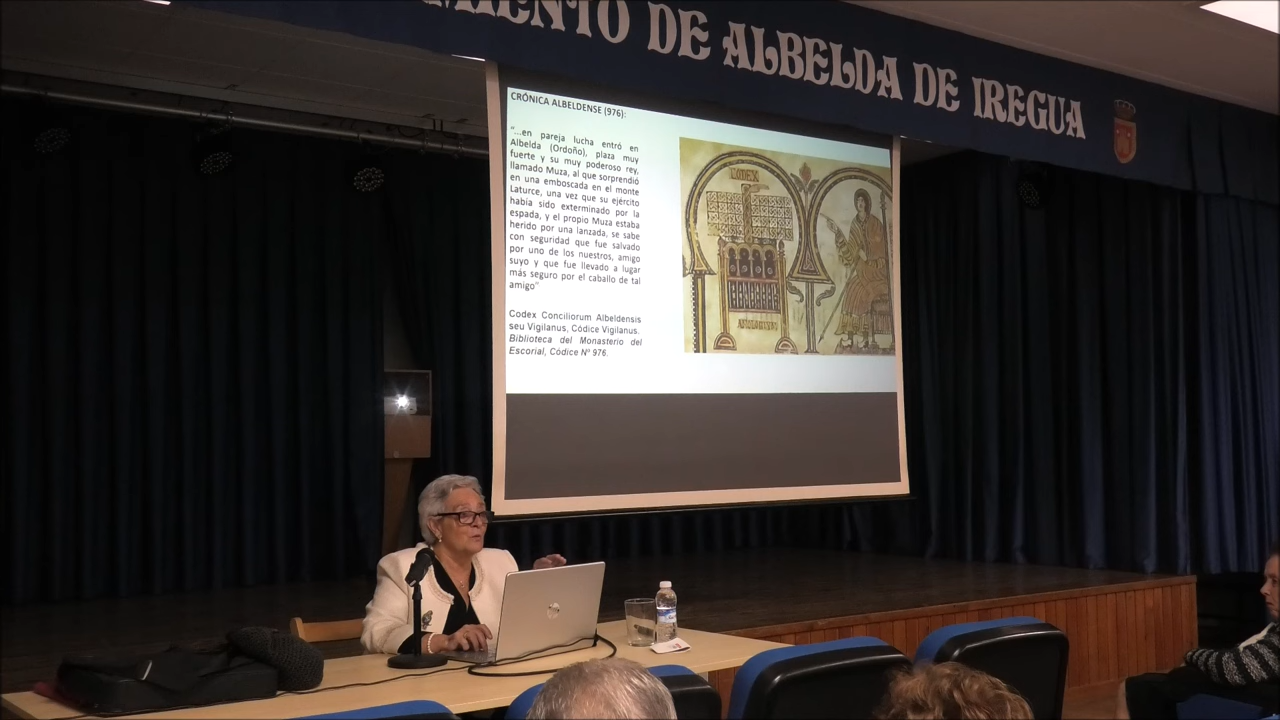 MIENTO DE ALBELDA DE IREGUA
CRÓNICA ALBELDENSE (976):
"...en pareja lucha entró en
Albelda (Ordoño), plaza muy
fuerte y su muy poderoso rey,
llamado Muza, al que sorprendió
en una emboscada en el monte
Laturce, una vez que su ejército
había sido exterminado por la
espada, y el propio Muza estaba
herido por una lanzada, se sabe
con seguridad que fue salvado
por uno de los nuestros, amigo
suyo y que fue llevado a lugar
más seguro por el caballo de tal
amigo"
Codex Conciliorum Albeldensis
seu Vigilanus, Códice Vigilanus.
Biblioteca del Monasterio del
Escorial, Códice Nº 976.
CODEX
hp